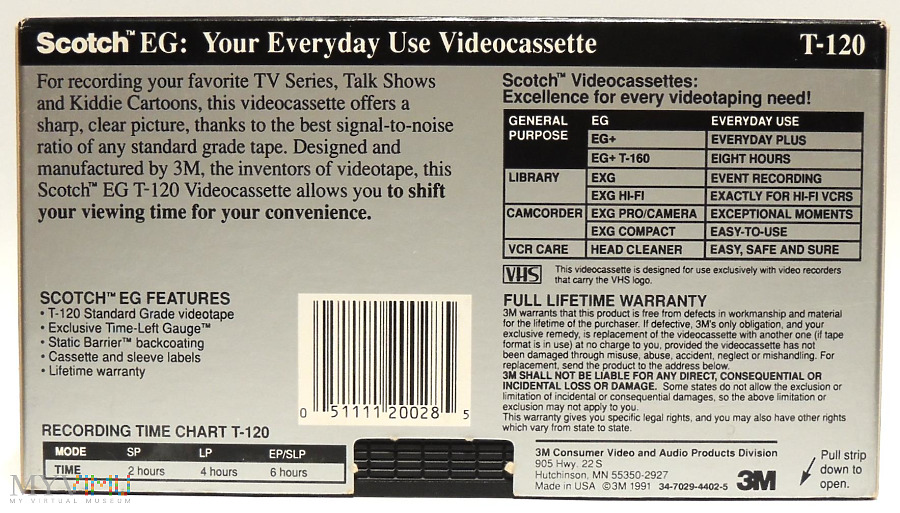 Scotch™ EG: Your Everyday Use Videocassette T-120
For recording your favorite TV Series, Talk Shows
and Kiddie Cartoons, this videocassette offers a
sharp, clear picture, thanks to the best signal-to-noise
ratio of any standard grade tape. Designed and
manufactured by 3M, the inventors of videotape, this
Scotch™ EG T-120 Videocassette allows you to shift
your viewing time for your convenience.
SCOTCH™ EG FEATURES
• T-120 Standard Grade videotape
• Exclusive Time-Left Gauge™
• Static Barrier™ backcoating
• Cassette and sleeve labels
• Lifetime warranty
0 51111 20028 5
RECORDING TIME CHART T-120
MODE SP LP EP/SLP
TIME 2 hours 4 hours 6 hours
Scotch™ Videocassettes:
Excellence for every videotaping need!
GENERAL EG EVERYDAY USE
PURPOSE EG+ EVERYDAY PLUS
EG+ T-160 EIGHT HOURS
LIBRARY EXG EVENT RECORDING
EXG HI-FI EXACTLY FOR HI-FI VCRS
CAMCORDER EXG PRO/CAMERA EXCEPTIONAL MOMENTS
EXG COMPACT EASY-TO-USE
VCR CARE HEAD CLEANER EASY, SAFE AND SURE
VHS This videocassette is designed for use exclusively with video recorders
that carry the VHS logo.
FULL LIFETIME WARRANTY
3M warrants that this product is free from defects in workmanship and material
for the lifetime of the purchaser. If defective, 3M's only obligation, and your
exclusive remedy, is replacement of the videocassette with another one (if tape
format is in use) at no charge to you, provided the videocassette has not
been damaged through misuse, abuse, accident, neglect or mishandling. For
replacement, send the product to the address below.
3M SHALL NOT BE LIABLE FOR ANY DIRECT, CONSEQUENTIAL OR
INCIDENTAL LOSS OR DAMAGE. Some states do not allow the exclusion or
limitation of incidental or consequential damages, so the above limitation or
exclusion may not apply to you.
This warranty gives you specific legal rights, and you may also have other rights
which vary from state to state.
3M Consumer Video and Audio Products Division
905 Hwy. 22 S
Hutchinson, MN 55350-2927
Made in USA ©3M 1991 34-7029-4402-5 3M
Pull strip
down to
open.
MYVIMU
MY VIRTUAL MUSEUM